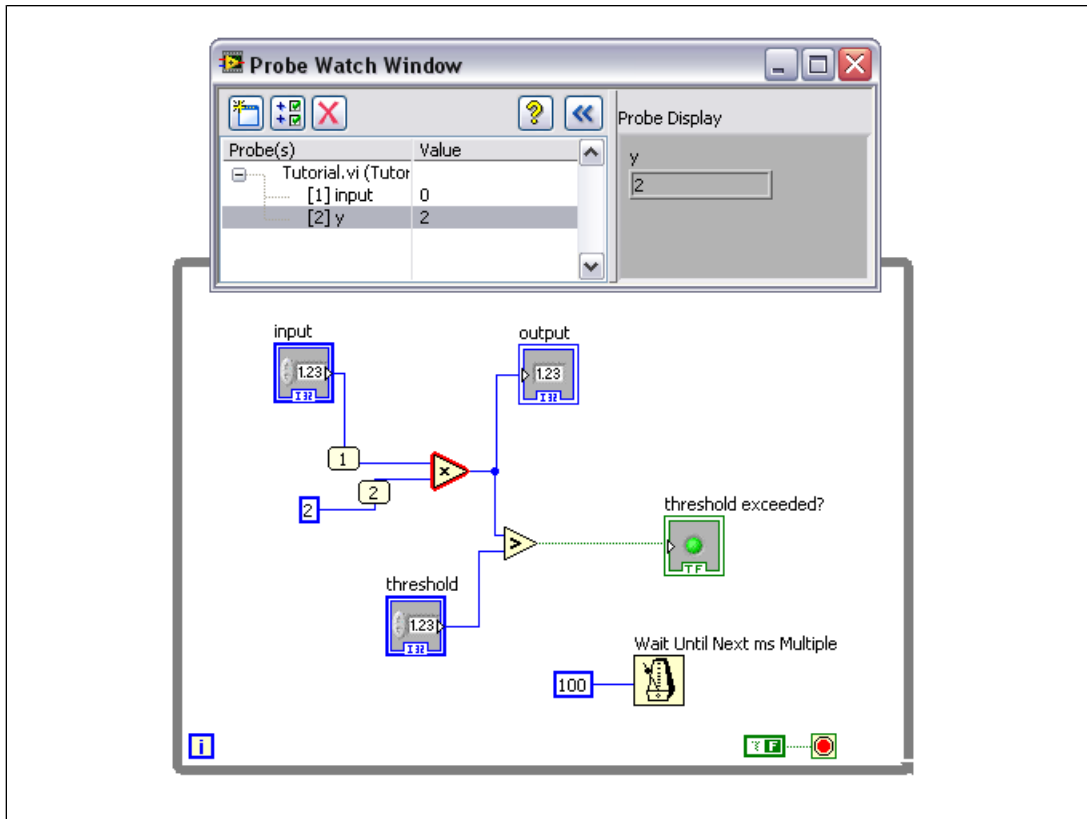 Probe Watch Window
Probe Display
Probe(s) Value
Tutorial.vi (Tutor
[1] input 0
[2] y 2
y
2
input
1.23
I32
output
1.23
I32
1
×
2
2
>
threshold exceeded?
TF
threshold
1.23
I32
Wait Until Next ms Multiple
100
i
F